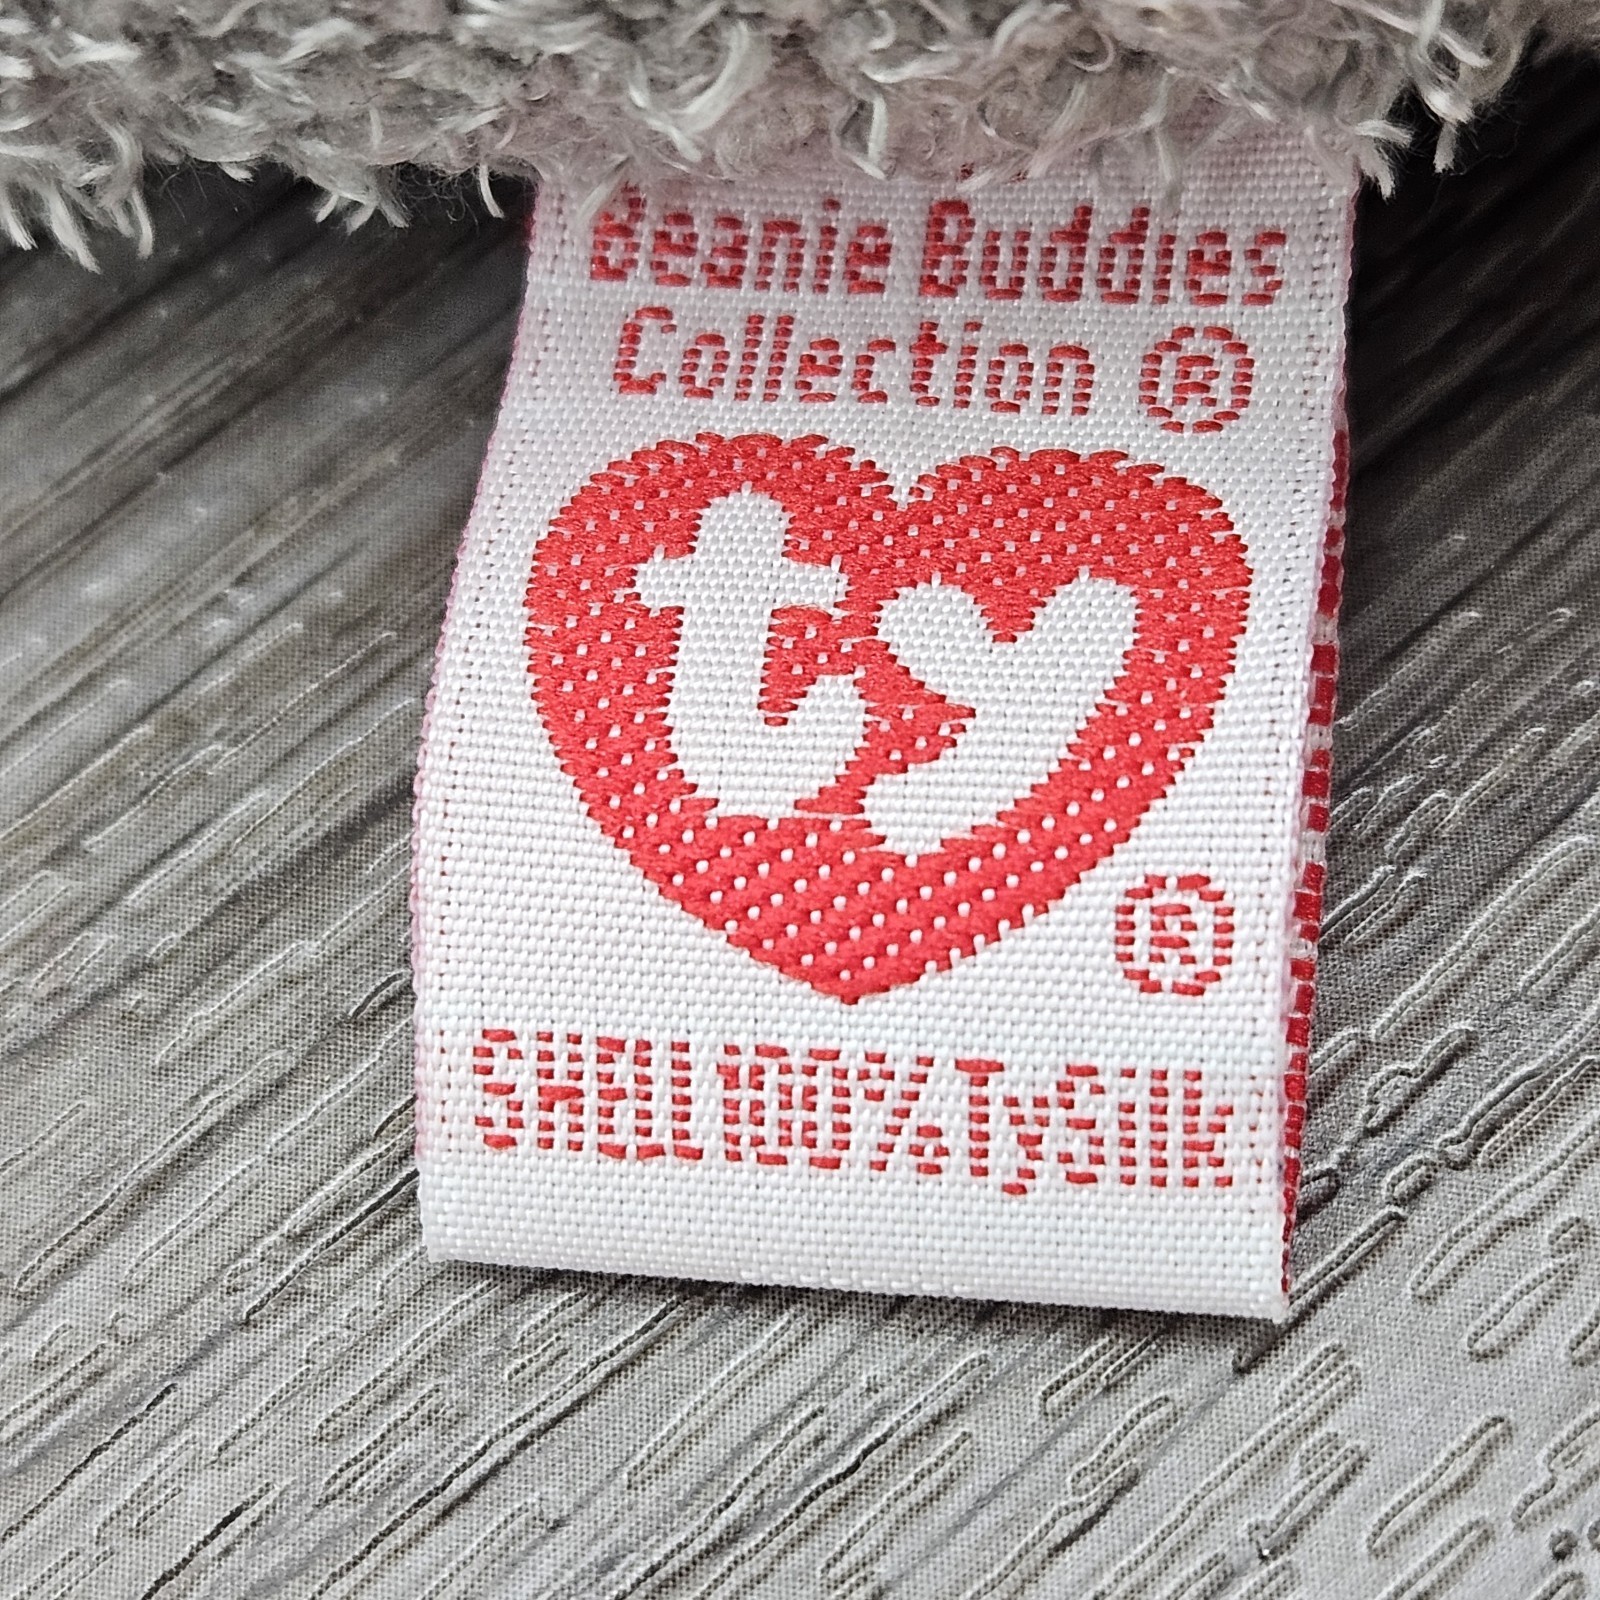 Beanie Buddies
Collection ®
ty
®
SHELL 100% TySilk